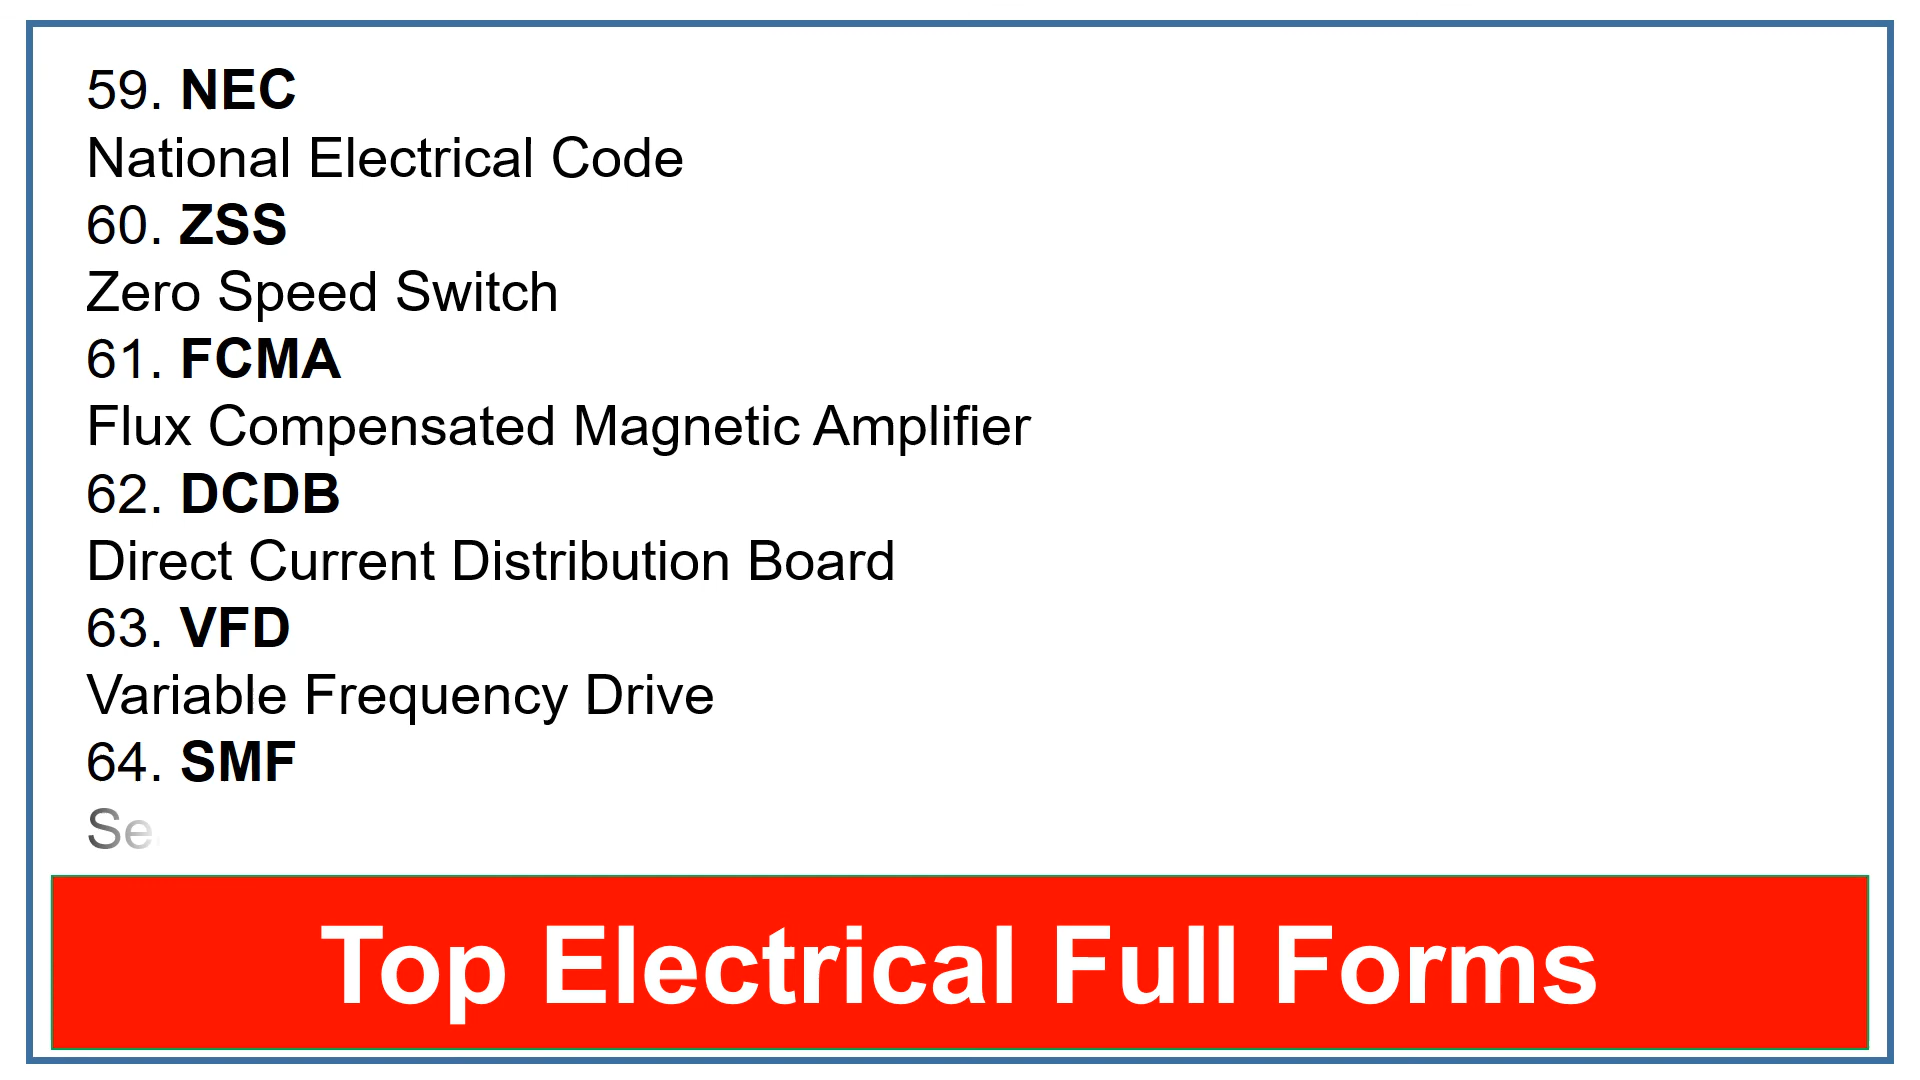 59. NEC
National Electrical Code
60. ZSS
Zero Speed Switch
61. FCMA
Flux Compensated Magnetic Amplifier
62. DCDB
Direct Current Distribution Board
63. VFD
Variable Frequency Drive
64. SMF
Se
Top Electrical Full Forms